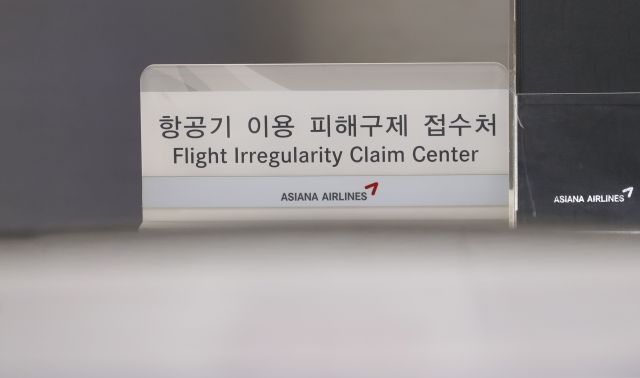 항공기 이용 피해구제 접수처
Flight Irregularity Claim Center
ASIANA AIRLINES
ASIANA AIRLINES